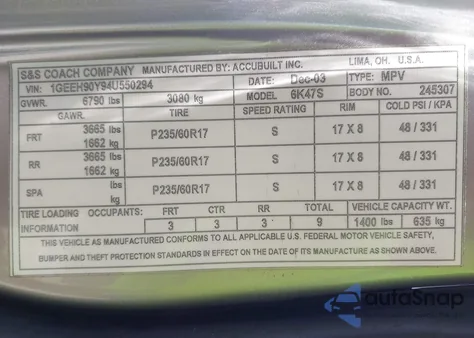 S&S COACH COMPANY MANUFACTURED BY: ACCUBUILT INC. LIMA, OH. U.S.A.
VIN: 1GEEH90Y94U550294 DATE: Dec-03 TYPE: MPV
GVWR. 6790 lbs 3080 kg MODEL 6K47S BODY NO. 245307
GAWR. TIRE SPEED RATING RIM COLD PSI / KPA
FRT 3665 lbs 1662 kg P235/60R17 S 17 X 8 48 / 331
RR 3665 lbs 1662 kg P235/60R17 S 17 X 8 48 / 331
SPA lbs kg P235/60R17 S 17 X 8 48 / 331
TIRE LOADING OCCUPANTS: FRT CTR RR TOTAL VEHICLE CAPACITY WT.
INFORMATION 3 3 3 9 1400 lbs 635 kg
THIS VEHICLE AS MANUFACTURED CONFORMS TO ALL APPLICABLE U.S. FEDERAL MOTOR VEHICLE SAFETY,
BUMPER AND THEFT PROTECTION STANDARDS IN EFFECT ON THE DATE OF IT'S MANUFACTURE AS SHOWN ABOVE.
autoSnap